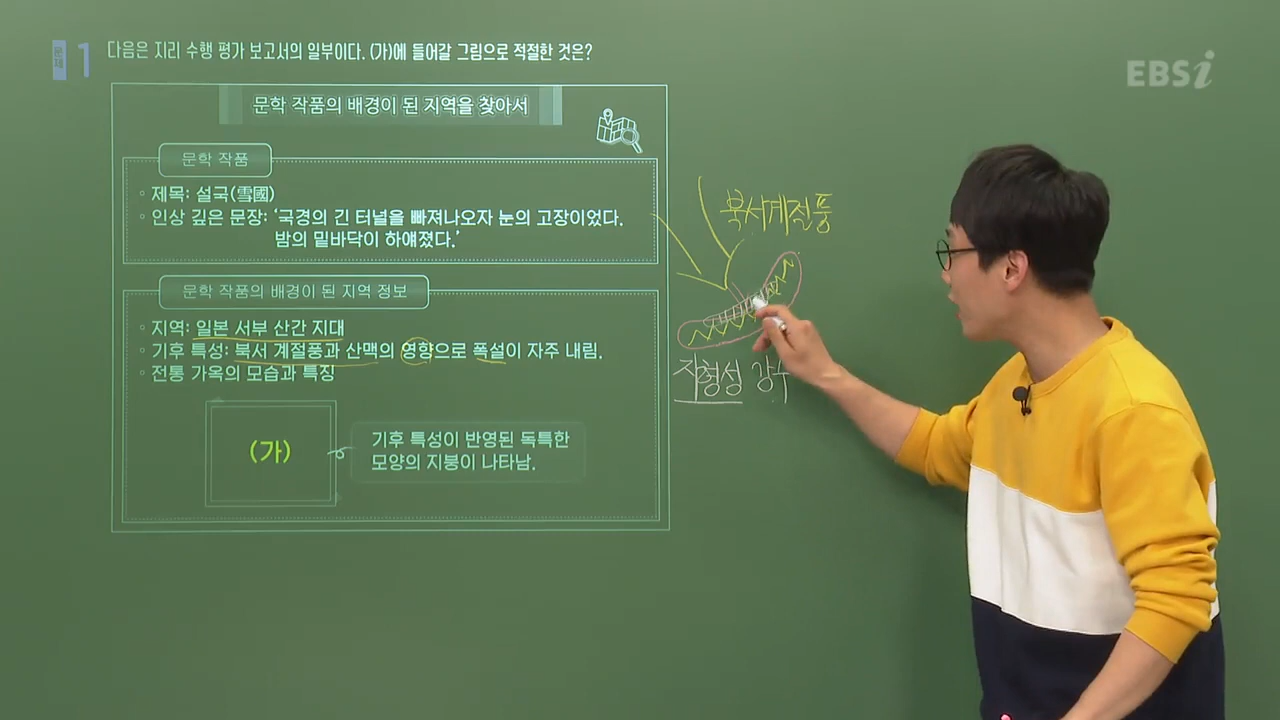 문제 1 다음은 지리 수행 평가 보고서의 일부이다. (가)에 들어갈 그림으로 적절한 것은?
EBSi
문학 작품의 배경이 된 지역을 찾아서
문학 작품
◦ 제목: 설국(雪國)
◦ 인상 깊은 문장: ‘국경의 긴 터널을 빠져나오자 눈의 고장이었다.
밤의 밑바닥이 하얘졌다.’
북서계절풍
문학 작품의 배경이 된 지역 정보
◦ 지역: 일본 서부 산간 지대
◦ 기후 특성: 북서 계절풍과 산맥의 영향으로 폭설이 자주 내림.
◦ 전통 가옥의 모습과 특징
지형성 강수
(가)
기후 특성이 반영된 독특한
모양의 지붕이 나타남.